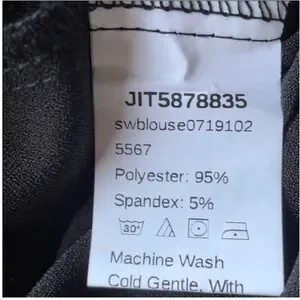 JIT5878835
swblouse0719102
5567
Polyester: 95%
Spandex: 5%
30°
Machine Wash
Cold Gentle, With